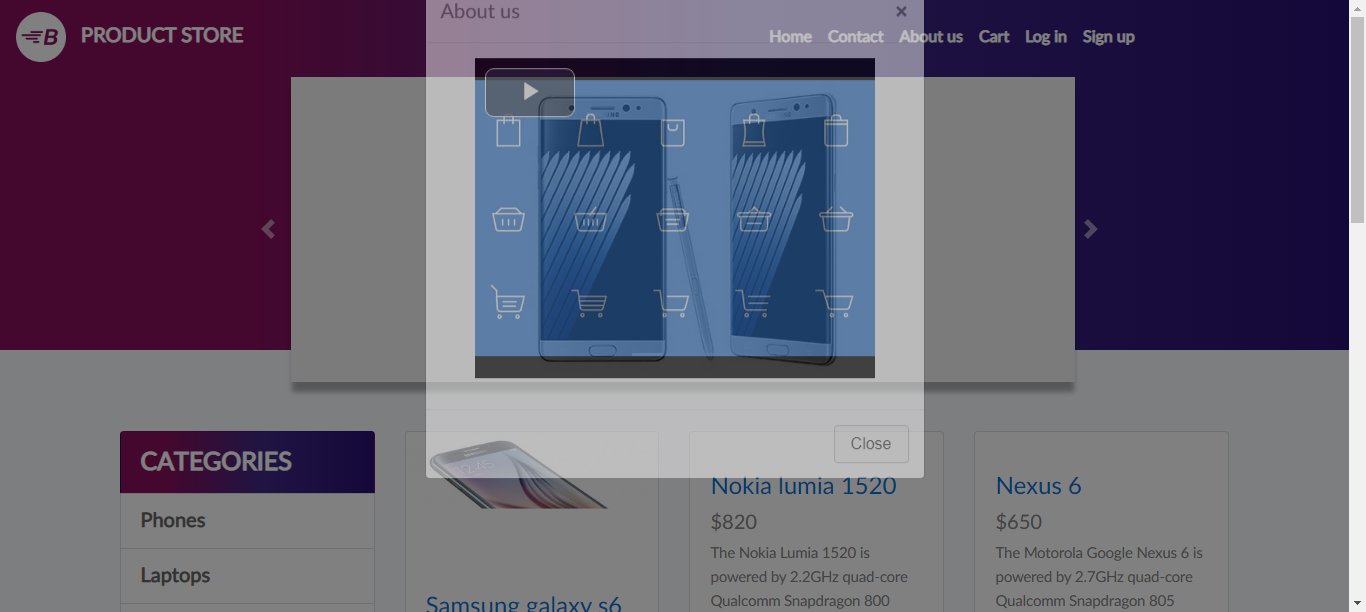 About us
×
B
PRODUCT STORE
Home Contact About us Cart Log in Sign up
Close
CATEGORIES
Phones
Laptops
Samsung galaxy s6
Nokia lumia 1520
$820
The Nokia Lumia 1520 is
powered by 2.2GHz quad-core
Qualcomm Snapdragon 800
Nexus 6
$650
The Motorola Google Nexus 6 is
powered by 2.7GHz quad-core
Qualcomm Snapdragon 805